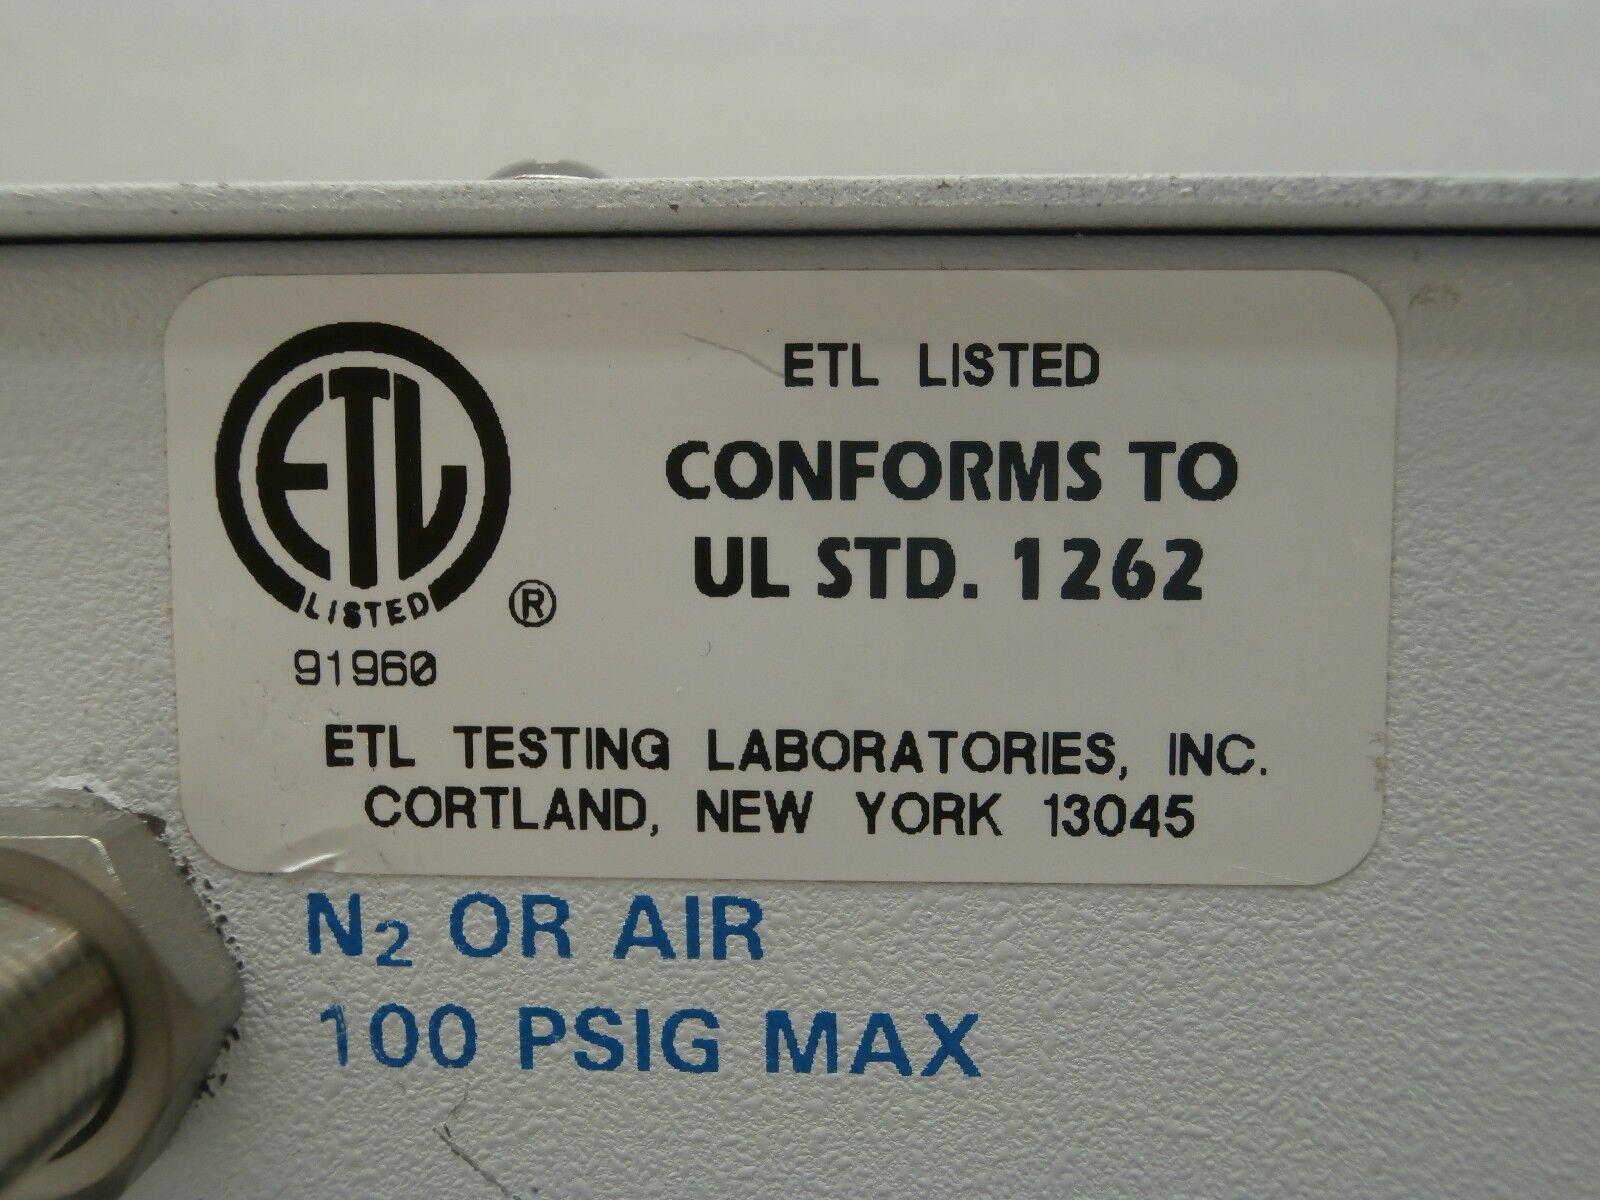 ETL
LISTED
®
91960
ETL LISTED
CONFORMS TO
UL STD. 1262
ETL TESTING LABORATORIES, INC.
CORTLAND, NEW YORK 13045
N₂ OR AIR
100 PSIG MAX